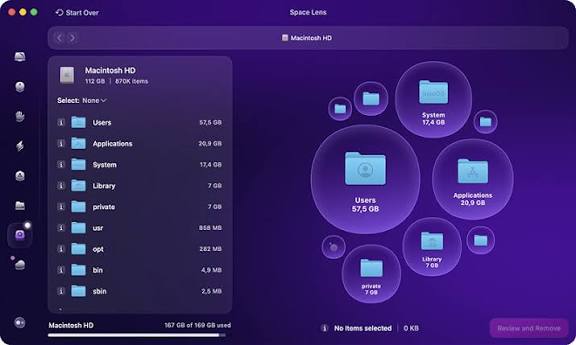 Start Over
Space Lens
Macintosh HD
Macintosh HD
112 GB | 870K items
Select: None
Users 57,5 GB
Applications 20,9 GB
System 17,4 GB
Library 7 GB
private 7 GB
usr 868 MB
opt 282 MB
bin 4,9 MB
sbin 2,5 MB
Macintosh HD 167 GB of 169 GB used
macOS
System
17,4 GB
Users
57,5 GB
Applications
20,9 GB
Library
7 GB
private
7 GB
No items selected | 0 KB
Review and Remove